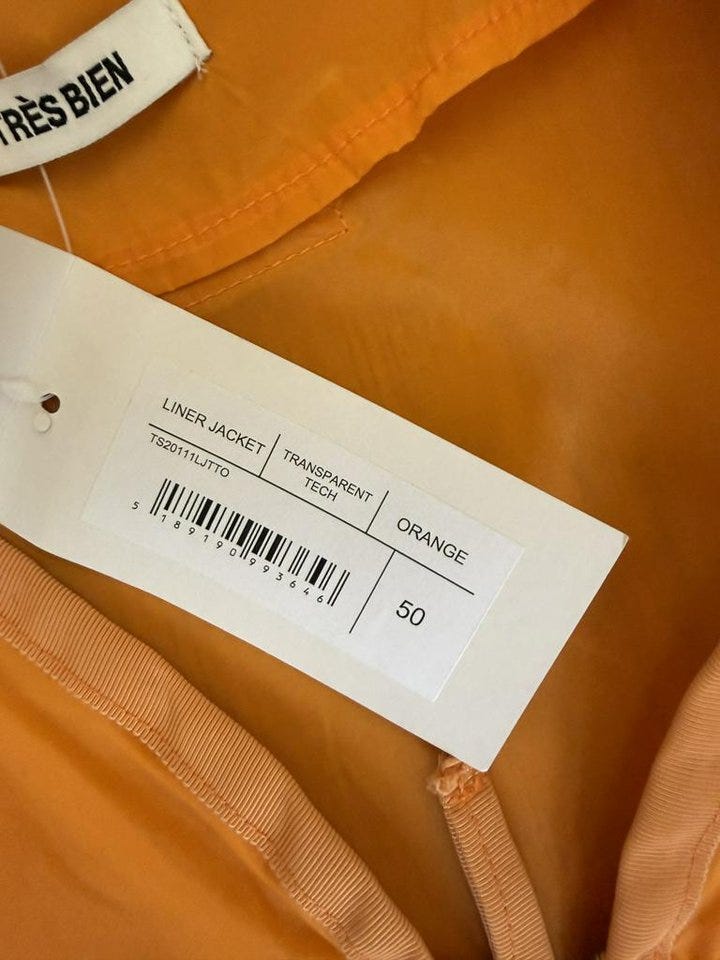 TRÈS BIEN
LINER JACKET
TS20111LJTTO
TRANSPARENT
TECH
ORANGE
5 189190 993646
50